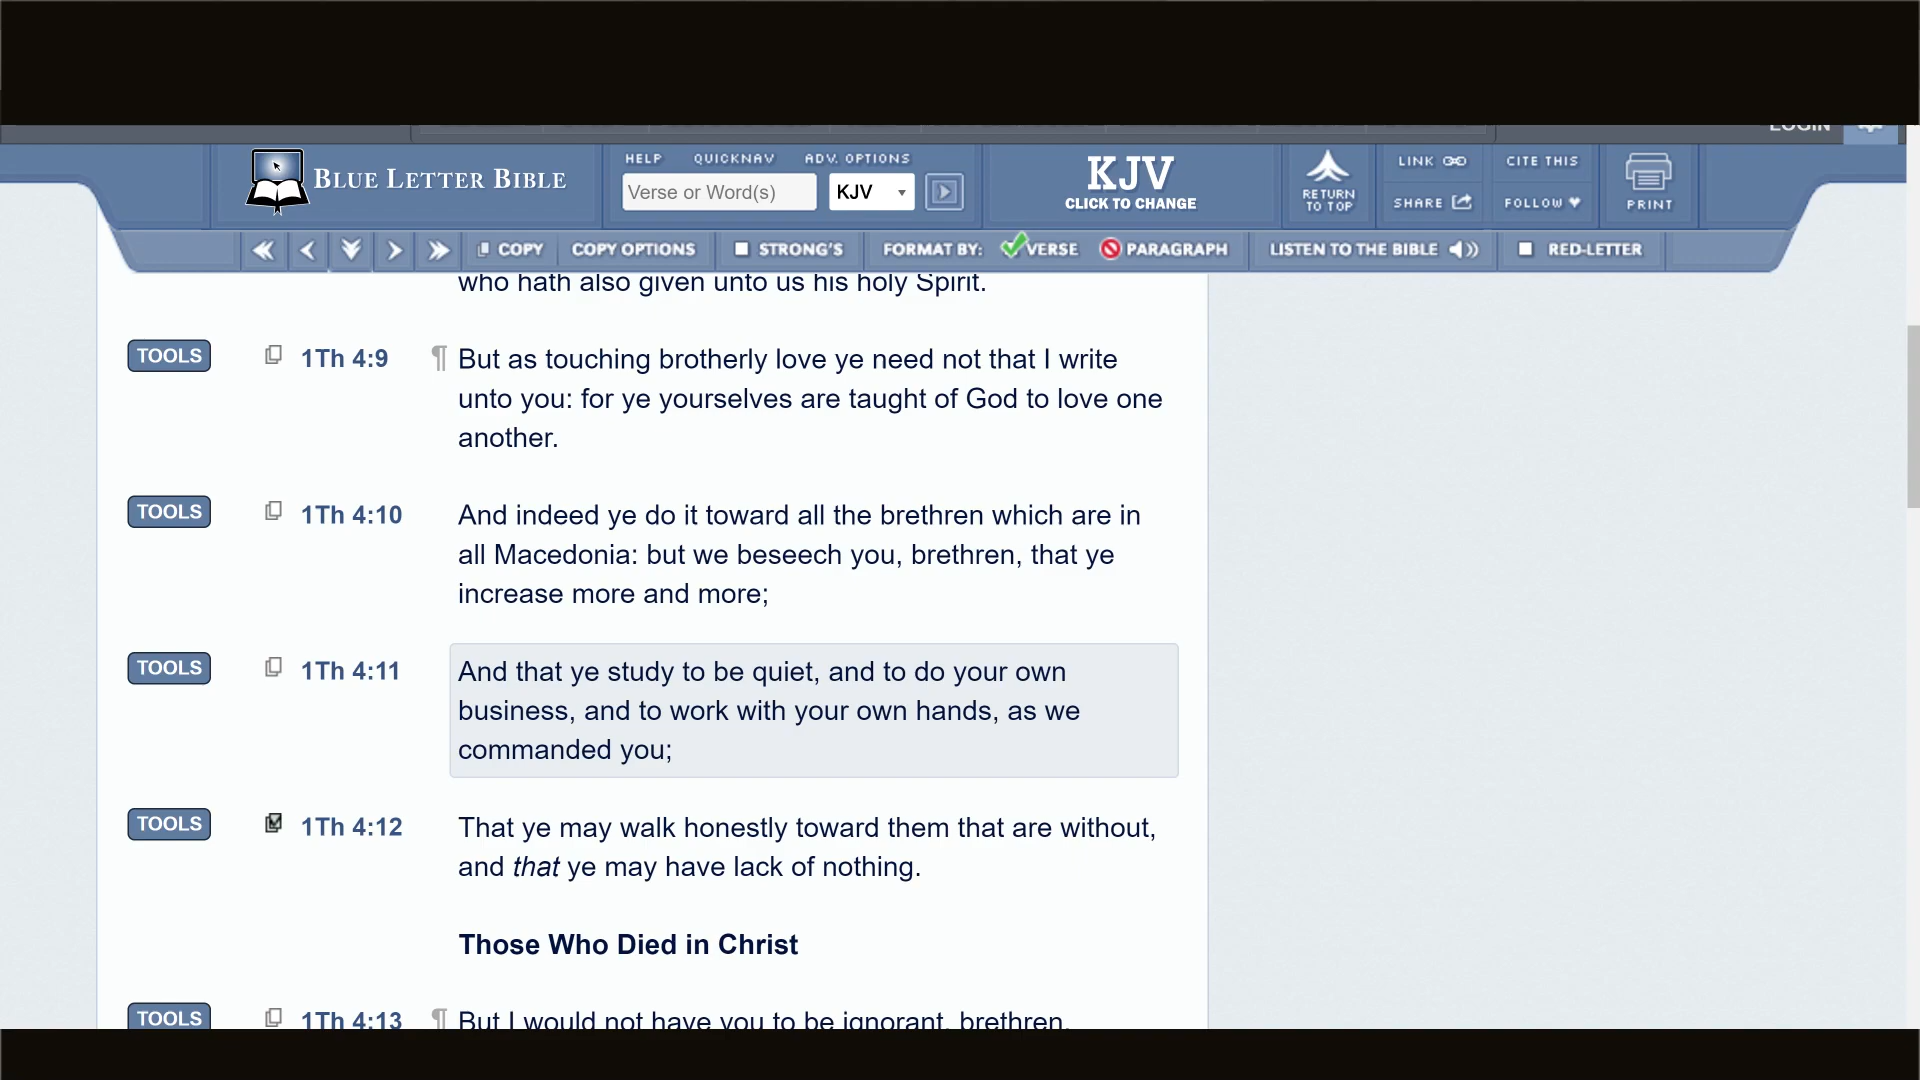 LOGIN
BLUE LETTER BIBLE
HELP QUICKNAV ADV. OPTIONS
Verse or Word(s) KJV
KJV
CLICK TO CHANGE
RETURN
TO TOP
LINK CITE THIS
SHARE FOLLOW
PRINT
COPY COPY OPTIONS STRONG'S FORMAT BY: VERSE PARAGRAPH LISTEN TO THE BIBLE RED-LETTER
who hath also given unto us his holy Spirit.
TOOLS 1Th 4:9 ¶ But as touching brotherly love ye need not that I write
unto you: for ye yourselves are taught of God to love one
another.
TOOLS 1Th 4:10 And indeed ye do it toward all the brethren which are in
all Macedonia: but we beseech you, brethren, that ye
increase more and more;
TOOLS 1Th 4:11 And that ye study to be quiet, and to do your own
business, and to work with your own hands, as we
commanded you;
TOOLS 1Th 4:12 That ye may walk honestly toward them that are without,
and that ye may have lack of nothing.
Those Who Died in Christ
TOOLS 1Th 4:13 ¶ But I would not have you to be ignorant, brethren,